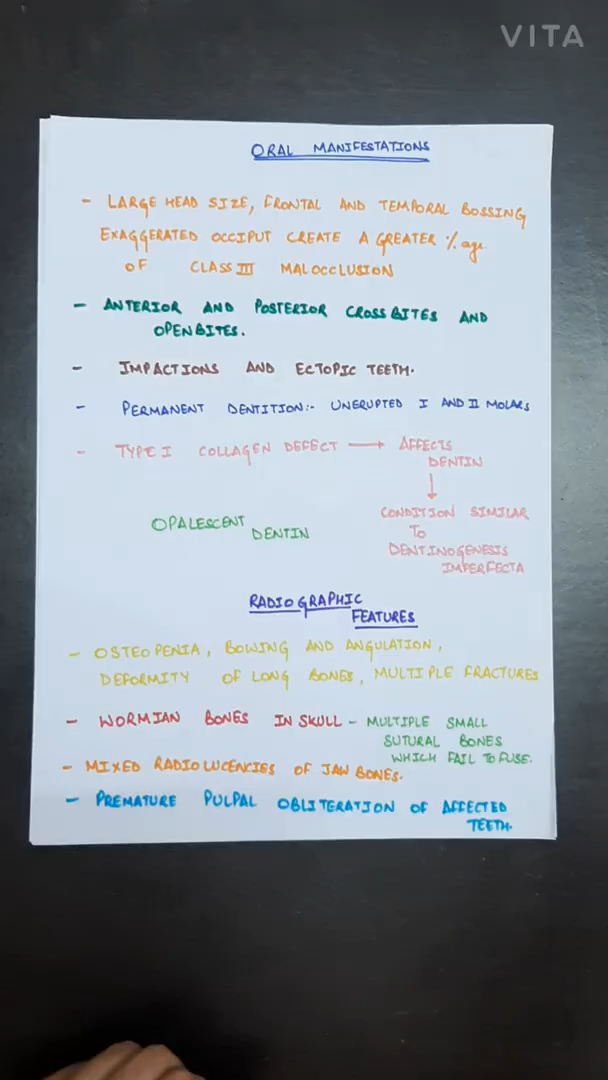 VITA
ORAL MANIFESTATIONS
- LARGE HEAD SIZE, FRONTAL AND TEMPORAL BOSSING
EXAGGERATED OCCIPUT CREATE A GREATER %age
OF CLASS III MALOCCLUSION
- ANTERIOR AND POSTERIOR CROSSBITES AND
OPENBITES.
- IMPACTIONS AND ECTOPIC TEETH.
- PERMANENT DENTITION:- UNERUPTED I AND II MOLARS
- TYPE I COLLAGEN DEFECT → AFFECTS
DENTIN
↓
CONDITION SIMILAR
TO
DENTINOGENESIS
IMPERFECTA
OPALESCENT
DENTIN
RADIOGRAPHIC
FEATURES
- OSTEOPENIA, BOWING AND ANGULATION,
DEFORMITY OF LONG BONES, MULTIPLE FRACTURES
- WORMIAN BONES IN SKULL - MULTIPLE SMALL
SUTURAL BONES
WHICH FAIL TO FUSE.
- MIXED RADIOLUCENCIES OF JAW BONES.
- PREMATURE PULPAL OBLITERATION OF AFFECTED
TEETH.